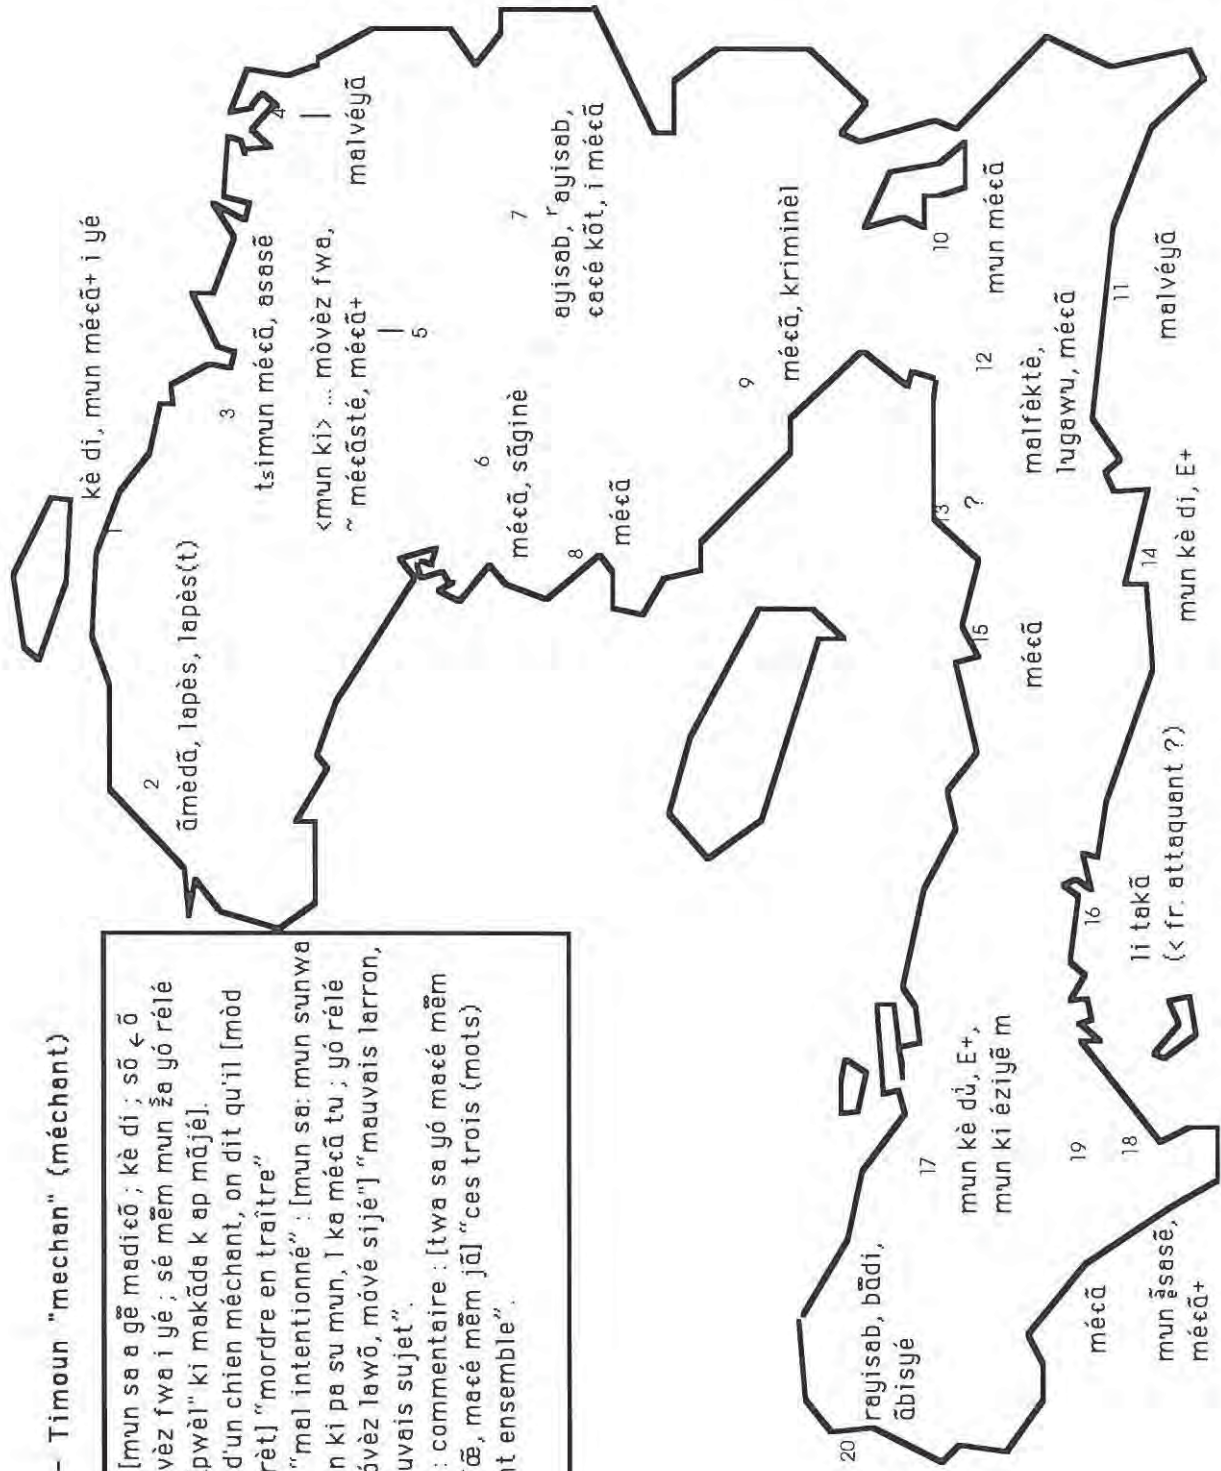 – Timoun "mechan" (méchant)
[mun sa a gẽ madiɛõ ; kè di ; sõ
vèz fwa i yé ; sé mẽm mun ža yó rélé
pwèl" ki makãda k ap mãjé].
d'un chien méchant, on dit qu'il [mòd
rèt] "mordre en traître"
"mal intentionné" : [mun sa: mun sunwa
n ki pa su mun, l ka méɛã tu ; yó rélé
óvèz lawõ, móvé sijé"] "mauvais larron,
uvais sujet".
: commentaire : [twa sa yó maɛé mẽm
, maɛé mẽm jã] "ces trois (mots)
nt ensemble".
1
kè di, mun méɛã+ i yé
2
ãmèdã, lapès, lapès(t)
3
tsimun méɛã, asasẽ
4
malvéyã
<mun ki> ... mòvèz fwa,
~ méɛãsté, méɛã+
5
6
méɛã, sãginè
7
ayisab, rayisab,
ɛaɛé kõt, i méɛã
8
méɛã
9
méɛã, kriminèl
10
mun méɛã
11
malvéyã
12
malfèktè,
lugawu, méɛã
13
?
14
mun kè di, E+
15
méɛã
16
li takã
(< fr. attaquant ?)
17
mun kè dù, E+,
mun ki éziyẽ m
18
mun ẽsasẽ,
méɛã+
19
méɛã
20
rayisab, bãdi,
ãbisyé